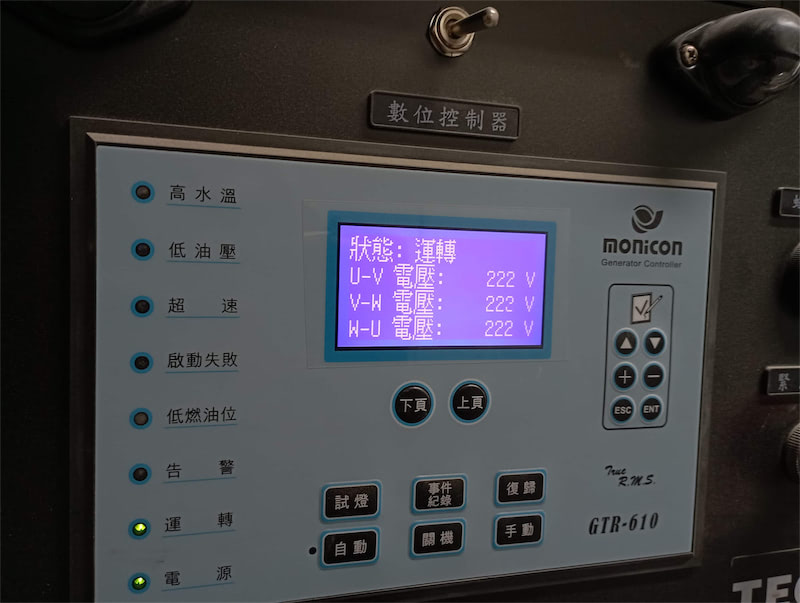 數位控制器
高水溫
低油壓
超速
啟動失敗
低燃油位
告警
運轉
電源
狀態: 運轉
U-V 電壓: 222 V
V-W 電壓: 222 V
W-U 電壓: 222 V
下頁
上頁
試燈
事件
紀錄
復歸
自動
關機
手動
monicon
Generator Controller
ESC
ENT
True
R.M.S.
GTR-610
緊